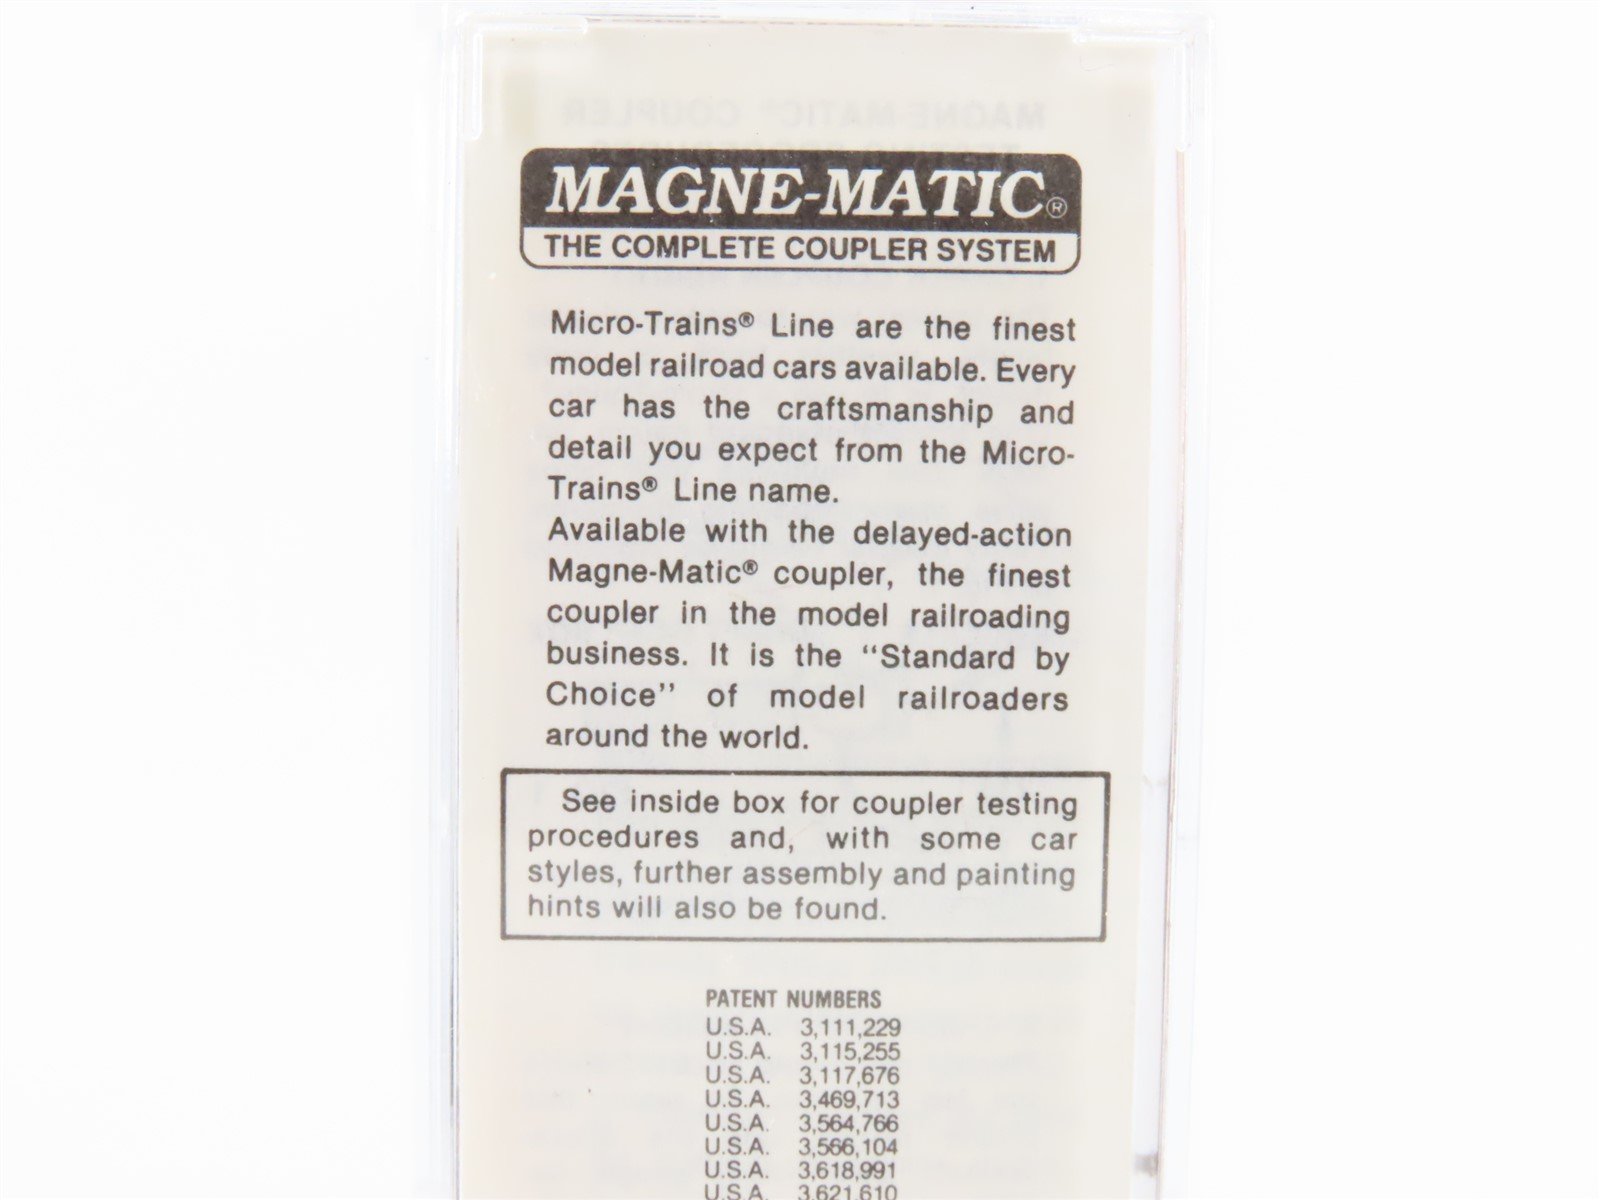 MAGNE-MATIC®
THE COMPLETE COUPLER SYSTEM
Micro-Trains® Line are the finest
model railroad cars available. Every
car has the craftsmanship and
detail you expect from the Micro-
Trains® Line name.
Available with the delayed-action
Magne-Matic® coupler, the finest
coupler in the model railroading
business. It is the “Standard by
Choice” of model railroaders
around the world.
See inside box for coupler testing
procedures and, with some car
styles, further assembly and painting
hints will also be found.
PATENT NUMBERS
U.S.A. 3,111,229
U.S.A. 3,115,255
U.S.A. 3,117,676
U.S.A. 3,469,713
U.S.A. 3,564,766
U.S.A. 3,566,104
U.S.A. 3,618,991
U.S.A. 3,621,610